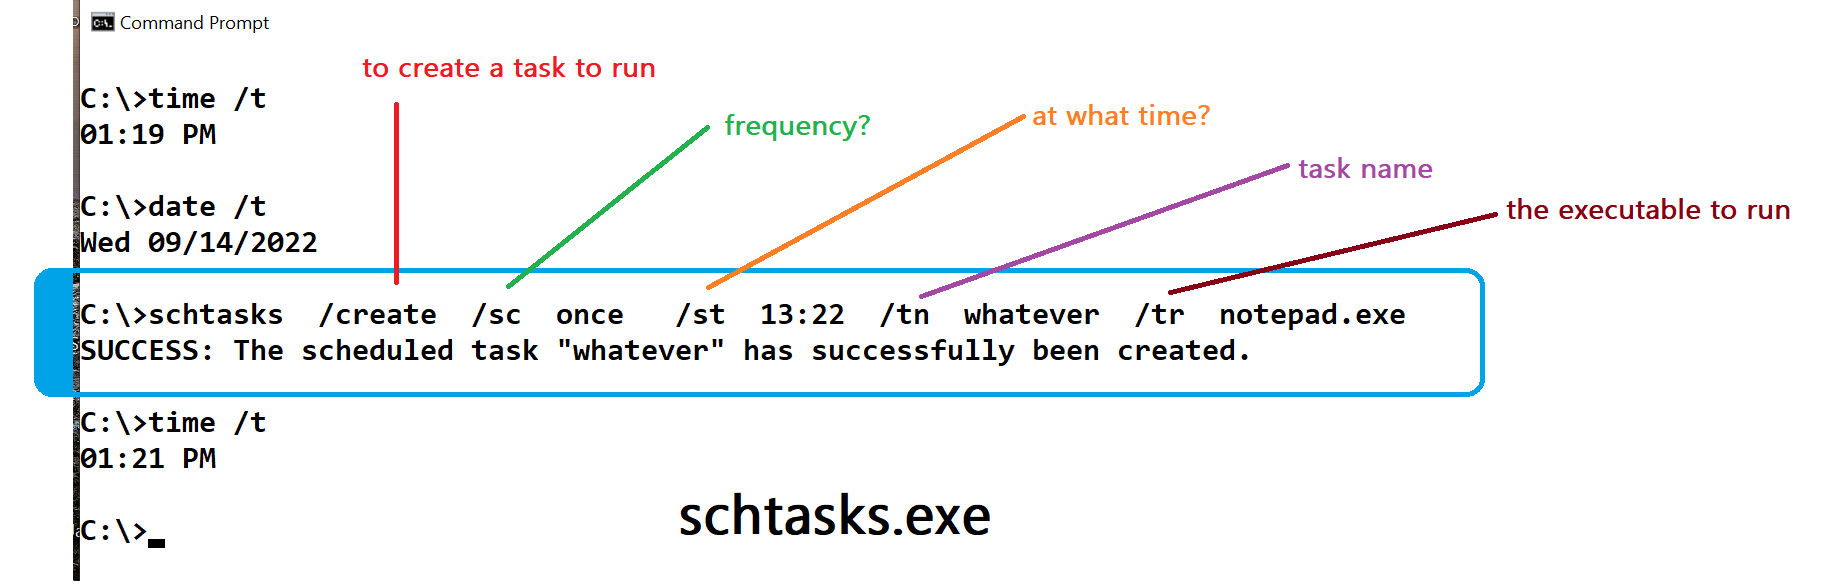 Command Prompt
to create a task to run
C:\>time /t
01:19 PM
frequency?
at what time?
task name
C:\>date /t
Wed 09/14/2022
the executable to run
C:\>schtasks /create /sc once /st 13:22 /tn whatever /tr notepad.exe
SUCCESS: The scheduled task "whatever" has successfully been created.
C:\>time /t
01:21 PM
C:\>
schtasks.exe